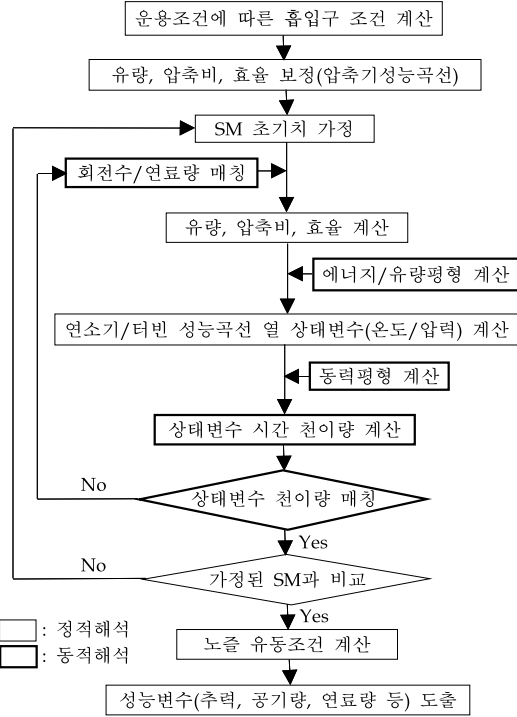 운용조건에 따른 흡입구 조건 계산
유량, 압축비, 효율 보정(압축기성능곡선)
SM 초기치 가정
회전수/연료량 매칭
유량, 압축비, 효율 계산
에너지/유량평형 계산
연소기/터빈 성능곡선 열 상태변수(온도/압력) 계산
동력평형 계산
상태변수 시간 천이량 계산
상태변수 천이량 매칭
No
Yes
가정된 SM과 비교
No
Yes
노즐 유동조건 계산
성능변수(추력, 공기량, 연료량 등) 도출
: 정적해석
: 동적해석